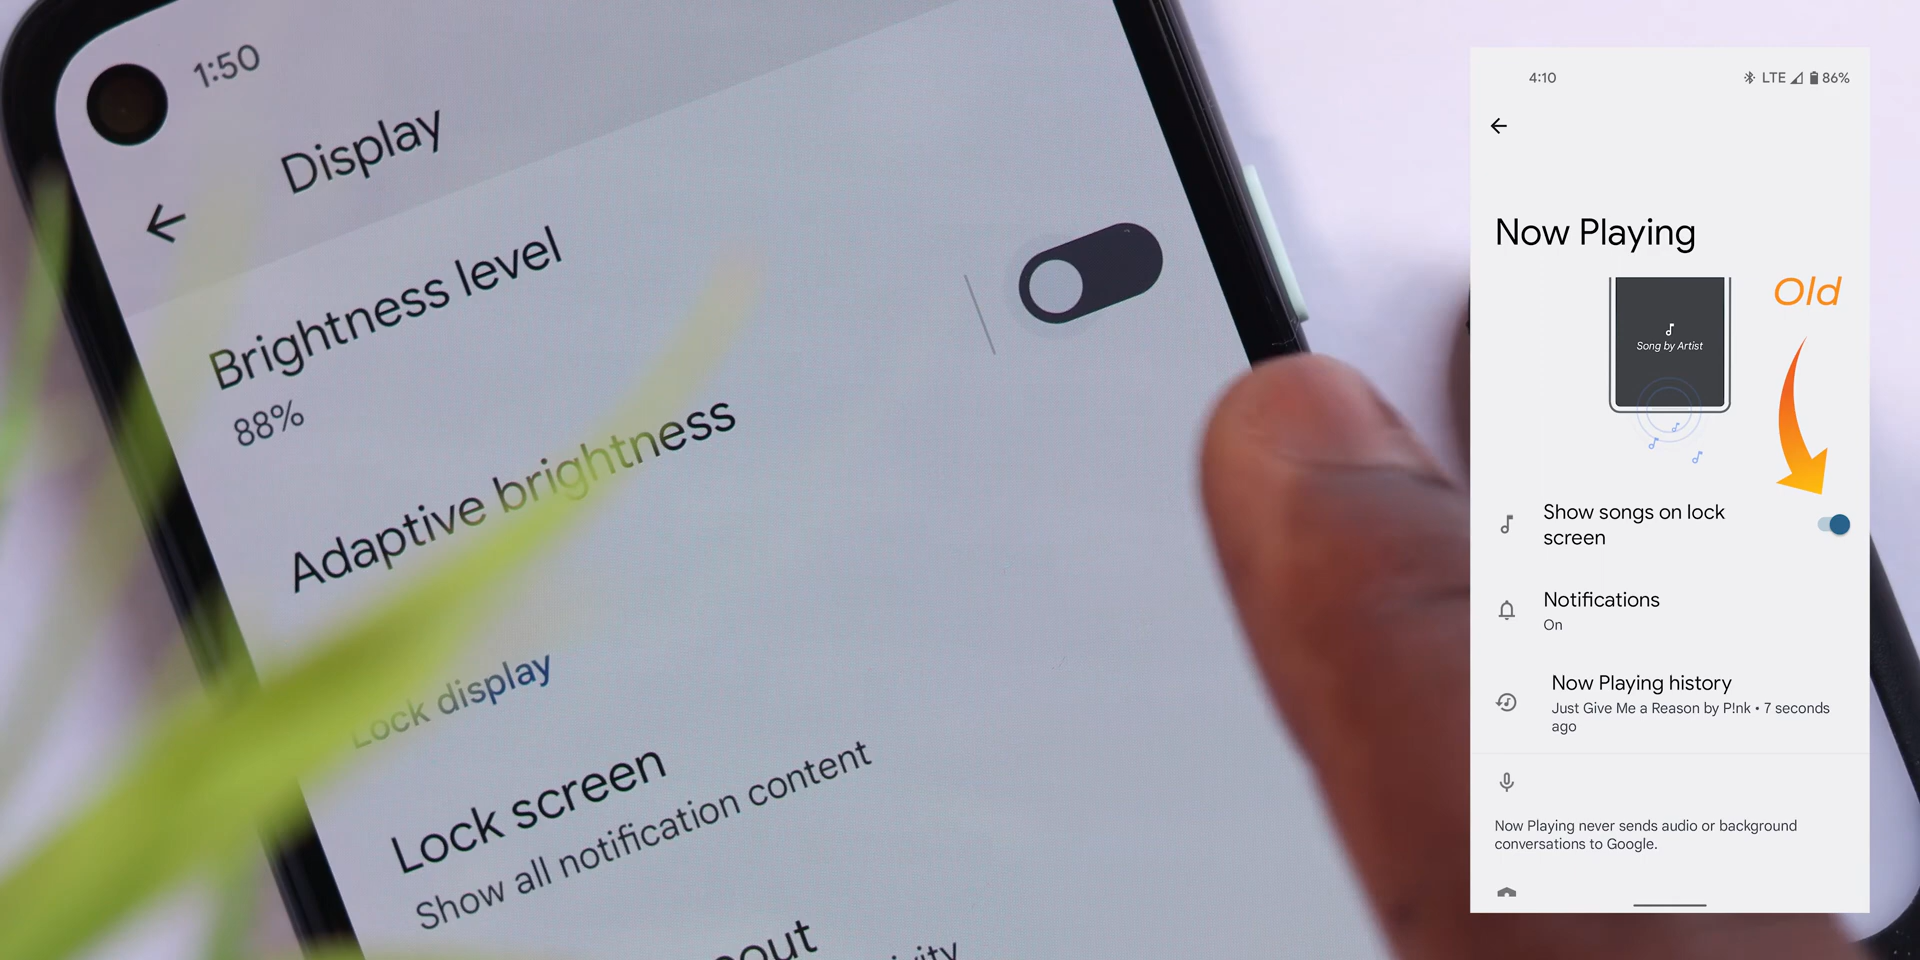 1:50
Display
Brightness level
88%
Adaptive brightness
Lock display
Lock screen
Show all notification content
4:10
LTE 86%
Now Playing
Old
Song by Artist
Show songs on lock
screen
Notifications
On
Now Playing history
Just Give Me a Reason by P!nk • 7 seconds
ago
Now Playing never sends audio or background
conversations to Google.